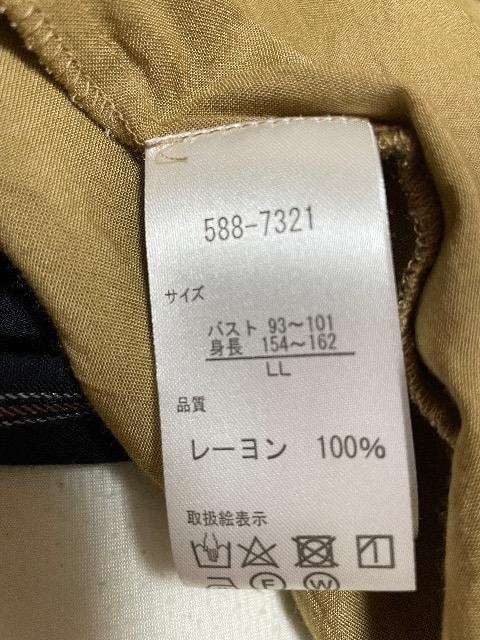 588-7321
サイズ
バスト 93～101
身長 154～162
LL
品質
レーヨン 100%
取扱絵表示
F W